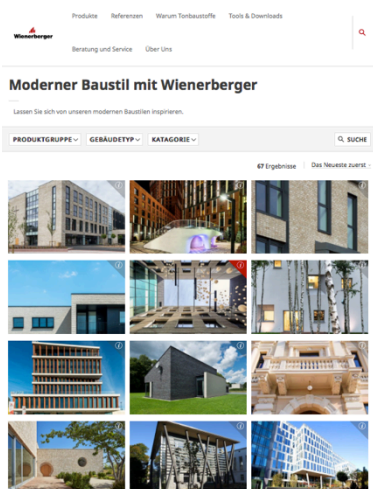 Produkte Referenzen Warum Tonbaustoffe Tools & Downloads
Wienerberger
Beratung und Service Über Uns
Moderner Baustil mit Wienerberger
Lassen Sie sich von unseren modernen Baustilen inspirieren.
PRODUKTGRUPPE GEBÄUDETYP KATAGORIE SUCHE
67 Ergebnisse Das Neueste zuerst